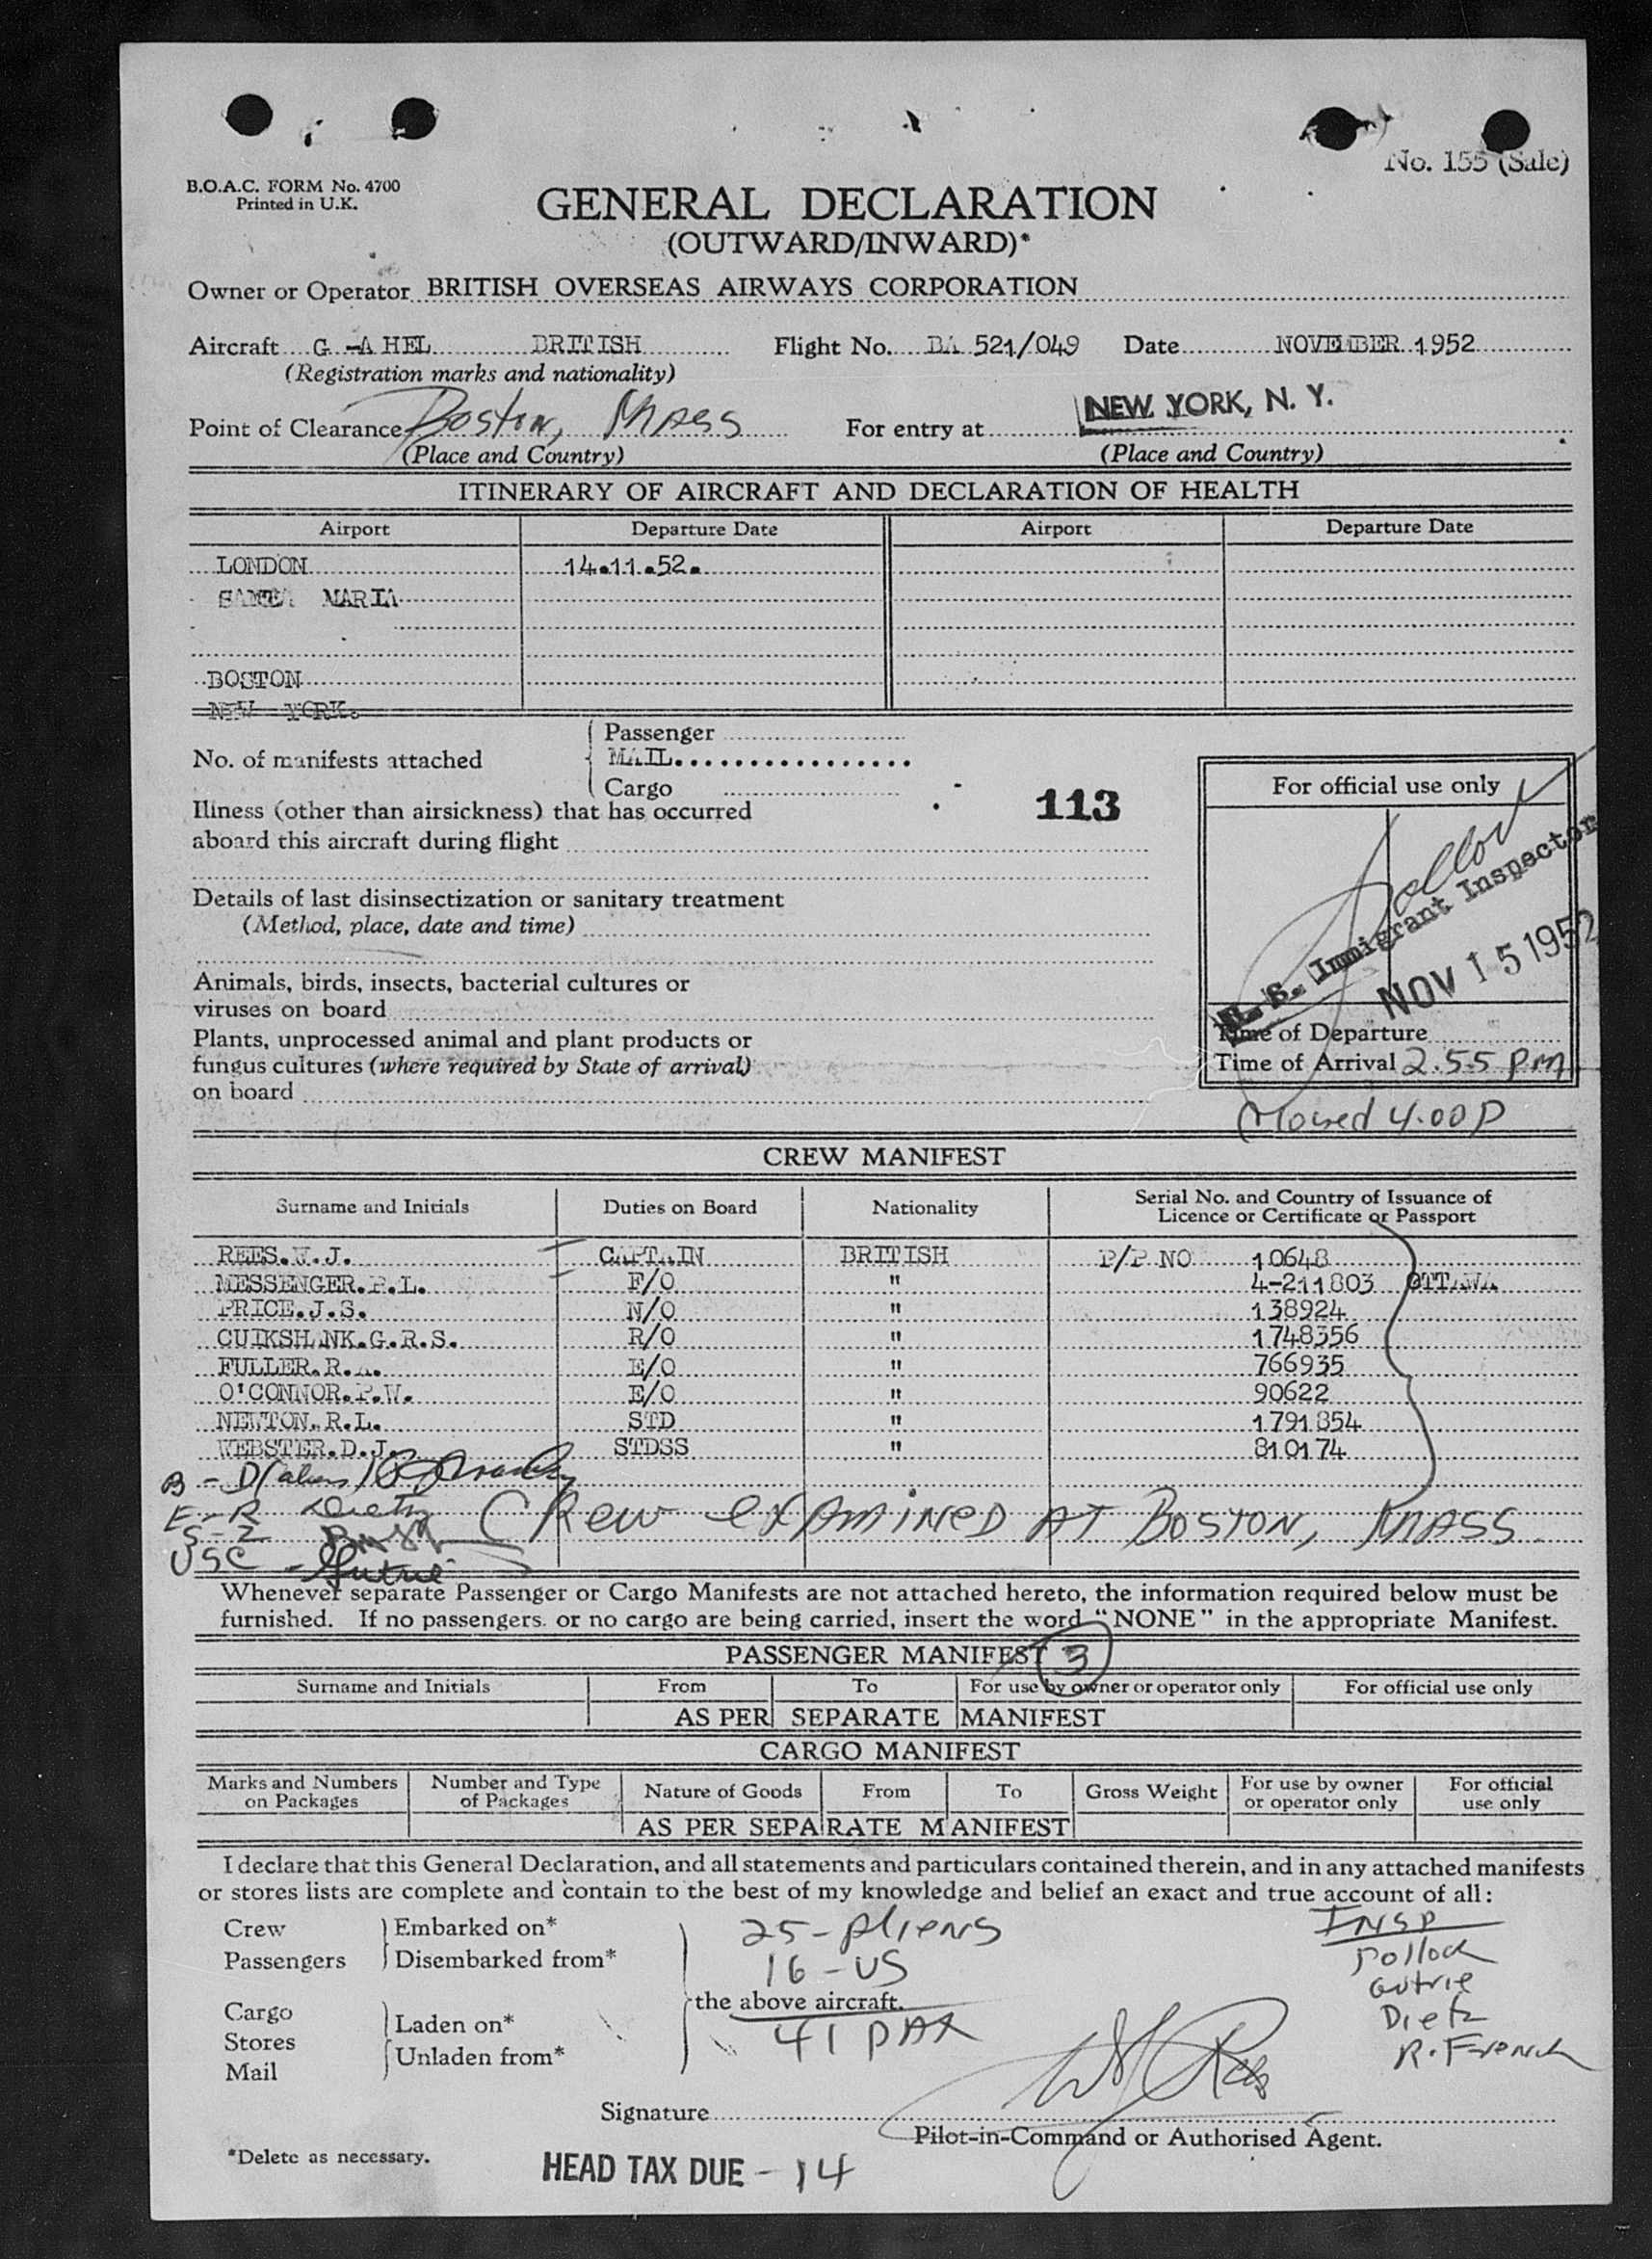 No. 155 (Sale)
B.O.A.C. FORM No. 4700
Printed in U.K.
GENERAL DECLARATION
(OUTWARD/INWARD)*
Owner or Operator BRITISH OVERSEAS AIRWAYS CORPORATION
Aircraft G-AHEL BRITISH Flight No. BA 521/049 Date NOVEMBER 1952
(Registration marks and nationality)
Point of Clearance Boston, Mass For entry at NEW YORK, N. Y.
(Place and Country) (Place and Country)
ITINERARY OF AIRCRAFT AND DECLARATION OF HEALTH
Airport Departure Date Airport Departure Date
LONDON 14.11.52.
SANTA MARIA
BOSTON
NEW YORK.
No. of manifests attached
Passenger
MAIL
Cargo
113
Illness (other than airsickness) that has occurred
aboard this aircraft during flight
Details of last disinsectization or sanitary treatment
(Method, place, date and time)
Animals, birds, insects, bacterial cultures or
viruses on board
Plants, unprocessed animal and plant products or
fungus cultures (where required by State of arrival)
on board
For official use only
Pollock
U. S. Immigrant Inspector
NOV 15 1952
Time of Departure
Time of Arrival 2.55 pm
4.00 P
CREW MANIFEST
Surname and Initials Duties on Board Nationality Serial No. and Country of Issuance of
Licence or Certificate or Passport
REES.W.J. CAPTAIN BRITISH P/P NO 10648
MESSENGER.P.L. F/O " 4-211803 OTTAWA
PRICE.J.S. N/O " 138924
CUIKSHANK.G.R.S. R/O " 1748356
FULLER.R.A. E/O " 766935
O'CONNOR.P.W. E/O " 90622
NEWTON.R.L. STD " 1791854
WEBSTER.D.J. STDSS " 810174
B - D(aliens)
E - R Dietz
S - Z
USC - Gutrie
Crew examined at Boston, Mass
Whenever separate Passenger or Cargo Manifests are not attached hereto, the information required below must be
furnished. If no passengers. or no cargo are being carried, insert the word "NONE" in the appropriate Manifest.
PASSENGER MANIFEST 3
Surname and Initials From To For use by owner or operator only For official use only
AS PER SEPARATE MANIFEST
CARGO MANIFEST
Marks and Numbers on Packages Number and Type of Packages Nature of Goods From To Gross Weight For use by owner or operator only For official use only
AS PER SEPARATE MANIFEST
I declare that this General Declaration, and all statements and particulars contained therein, and in any attached manifests
or stores lists are complete and contain to the best of my knowledge and belief an exact and true account of all:
Crew
Passengers
Embarked on*
Disembarked from*
Cargo
Stores
Mail
Laden on*
Unladen from*
25 - Aliens
16 - US
the above aircraft.
41 PAX
INSP
Pollock
Gutrie
Dietz
R. French
Signature WJ Rees
Pilot-in-Command or Authorised Agent.
*Delete as necessary.
HEAD TAX DUE - 14